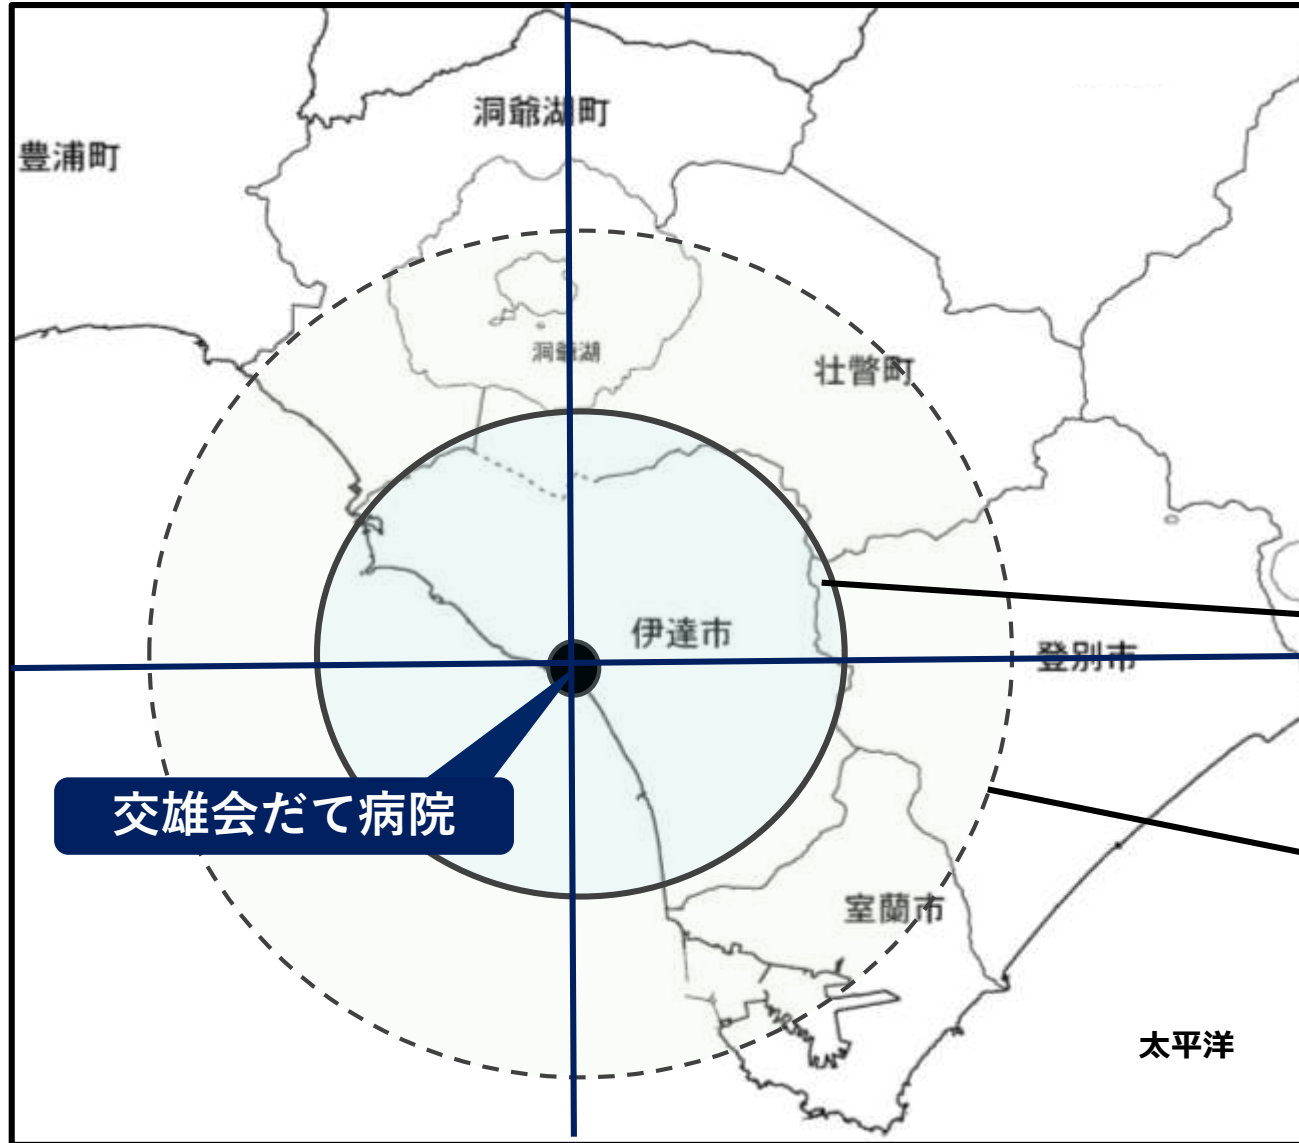 洞爺湖町
豊浦町
洞爺湖
壮瞥町
伊達市
登別市
交雄会だて病院
室蘭市
太平洋